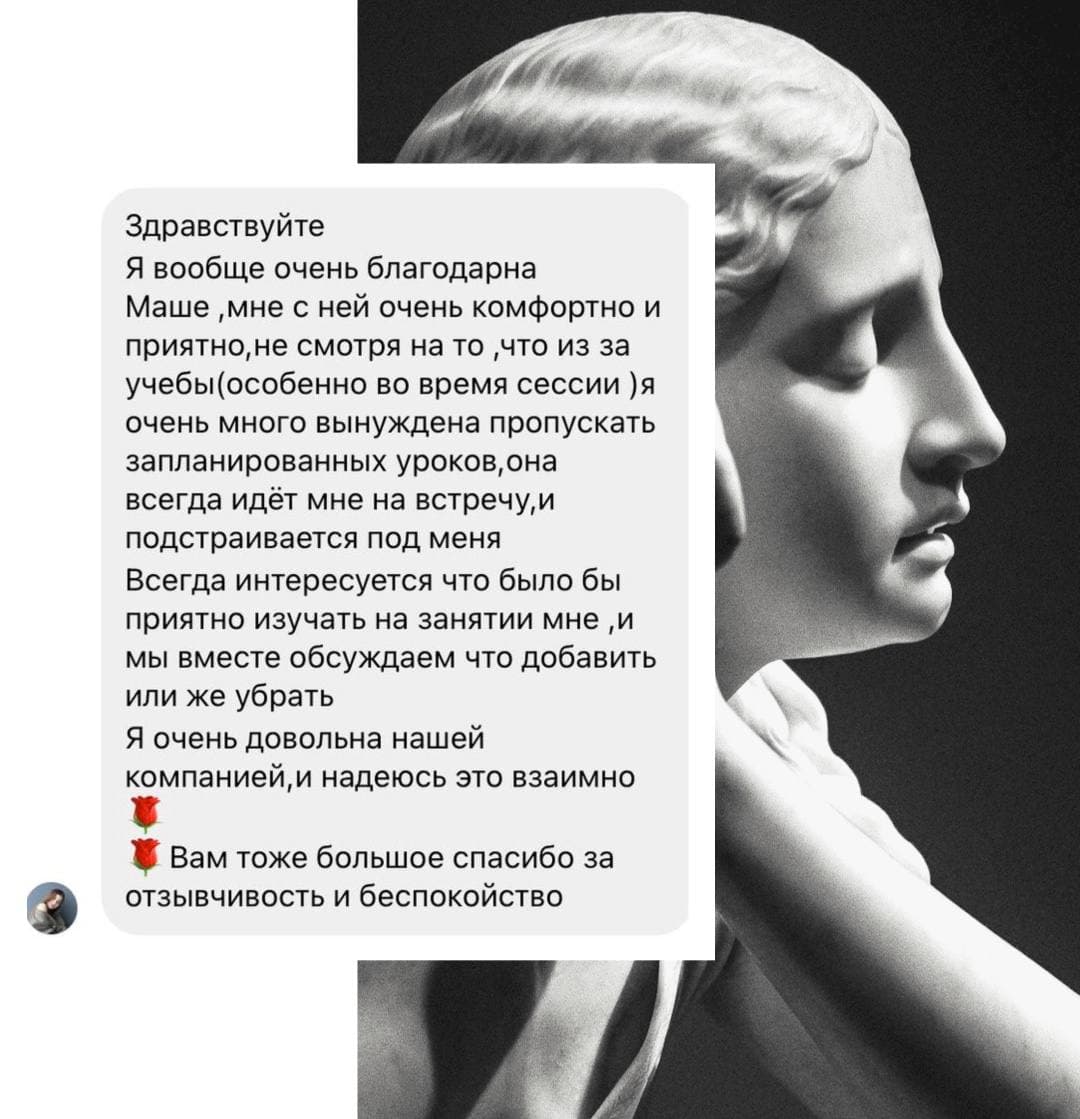 Здравствуйте
Я вообще очень благодарна
Маше ,мне с ней очень комфортно и
приятно,не смотря на то ,что из за
учебы(особенно во время сессии )я
очень много вынуждена пропускать
запланированных уроков,она
всегда идёт мне на встречу,и
подстраивается под меня
Всегда интересуется что было бы
приятно изучать на занятии мне ,и
мы вместе обсуждаем что добавить
или же убрать
Я очень довольна нашей
компанией,и надеюсь это взаимно
🌹
🌹 Вам тоже большое спасибо за
отзывчивость и беспокойство